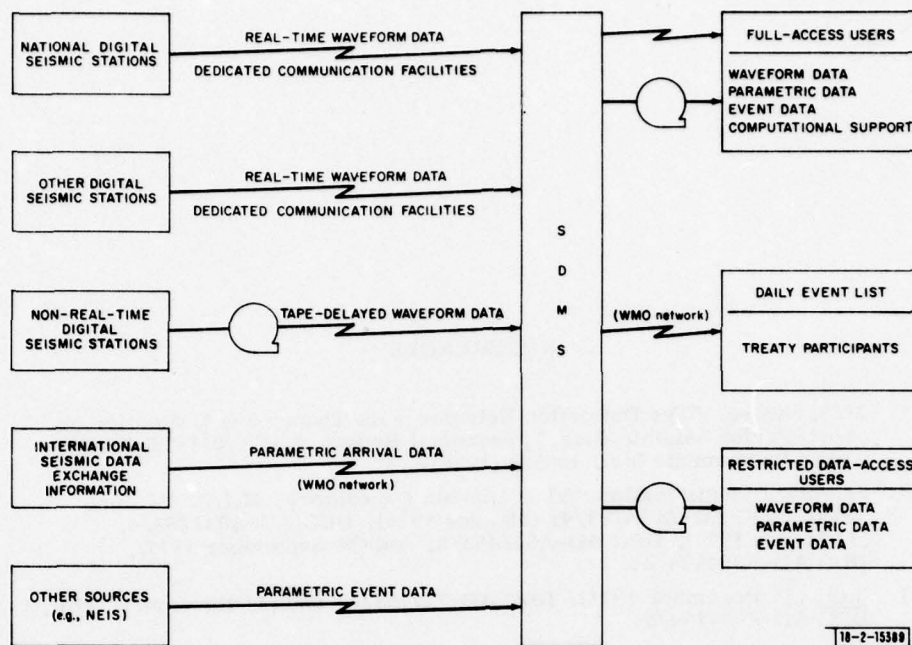 NATIONAL DIGITAL
SEISMIC STATIONS
REAL-TIME WAVEFORM DATA
DEDICATED COMMUNICATION FACILITIES
OTHER DIGITAL
SEISMIC STATIONS
REAL-TIME WAVEFORM DATA
DEDICATED COMMUNICATION FACILITIES
NON-REAL-TIME
DIGITAL
SEISMIC STATIONS
TAPE-DELAYED WAVEFORM DATA
INTERNATIONAL
SEISMIC DATA
EXCHANGE
INFORMATION
PARAMETRIC ARRIVAL DATA
(WMO network)
OTHER SOURCES
(e.g., NEIS)
PARAMETRIC EVENT DATA
S
D
M
S
FULL-ACCESS USERS
WAVEFORM DATA
PARAMETRIC DATA
EVENT DATA
COMPUTATIONAL SUPPORT
(WMO network)
DAILY EVENT LIST
TREATY PARTICIPANTS
RESTRICTED DATA-ACCESS
USERS
WAVEFORM DATA
PARAMETRIC DATA
EVENT DATA
18-2-15389